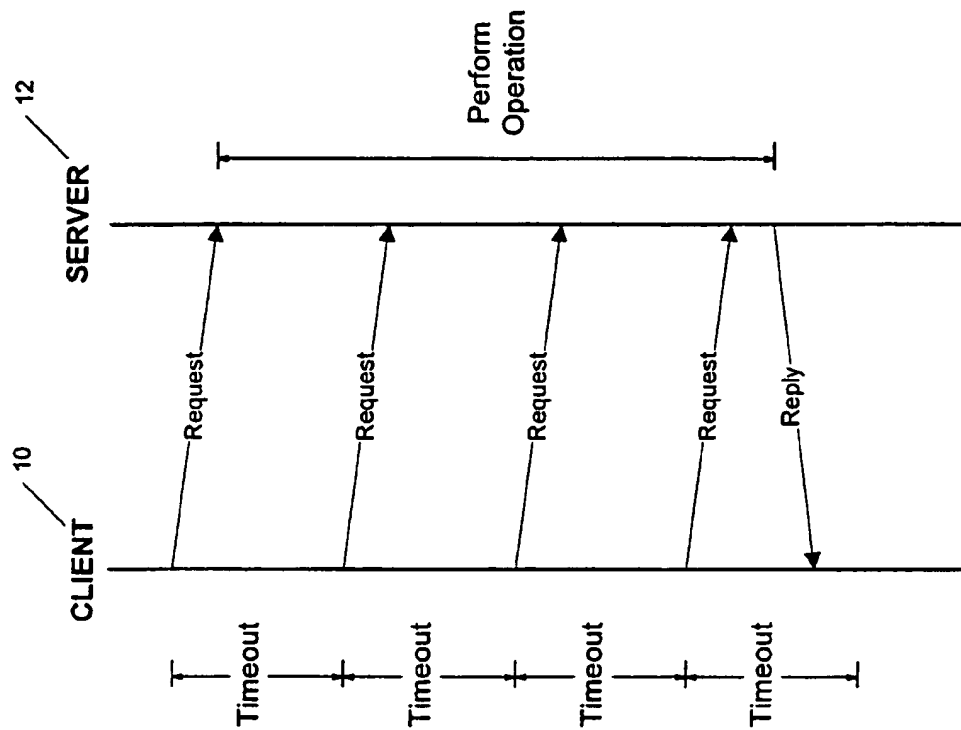 CLIENT
10
SERVER
12
Request
Timeout
Request
Timeout
Request
Timeout
Request
Timeout
Reply
Perform
Operation